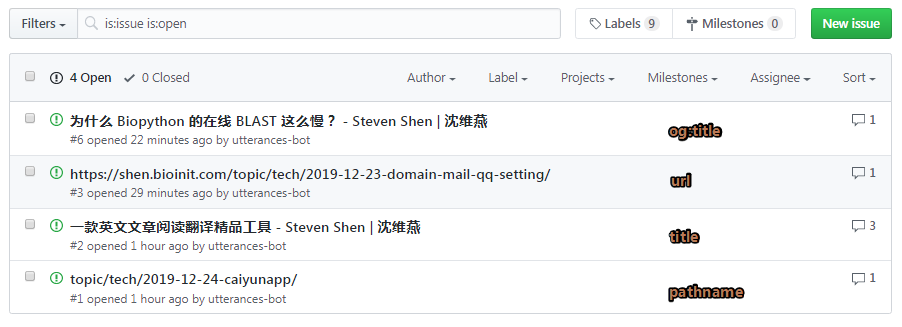 Filters
is:issue is:open
Labels 9
Milestones 0
New issue
4 Open
0 Closed
Author
Label
Projects
Milestones
Assignee
Sort
为什么 Biopython 的在线 BLAST 这么慢？ - Steven Shen | 沈维燕
#6 opened 22 minutes ago by utterances-bot
og:title
1
https://shen.bioinit.com/topic/tech/2019-12-23-domain-mail-qq-setting/
#3 opened 29 minutes ago by utterances-bot
url
1
一款英文文章阅读翻译精品工具 - Steven Shen | 沈维燕
#2 opened 1 hour ago by utterances-bot
title
3
topic/tech/2019-12-24-caiyunapp/
#1 opened 1 hour ago by utterances-bot
pathname
1